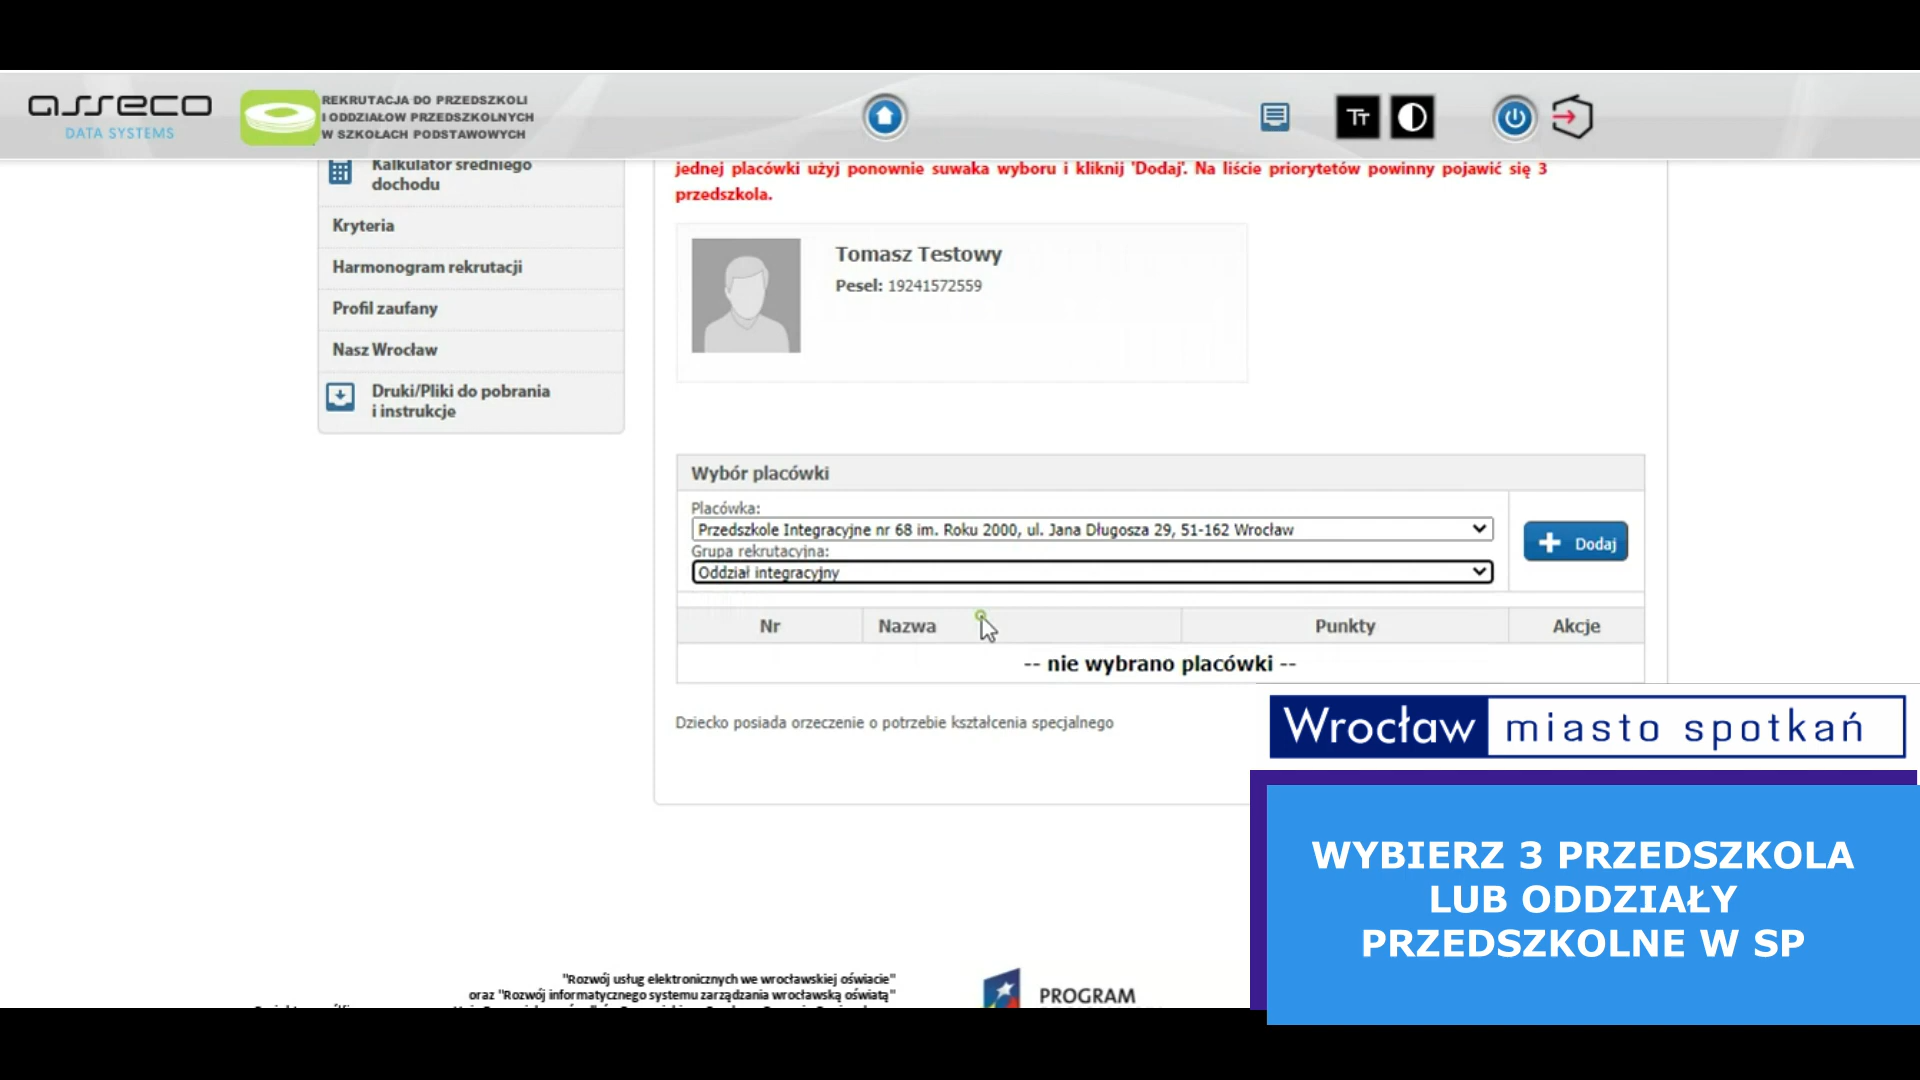 asseco
DATA SYSTEMS
REKRUTACJA DO PRZEDSZKOLI
I ODDZIAŁÓW PRZEDSZKOLNYCH
W SZKOŁACH PODSTAWOWYCH
Tт
Kalkulator średniego
dochodu
Kryteria
Harmonogram rekrutacji
Profil zaufany
Nasz Wrocław
Druki/Pliki do pobrania
i instrukcje
jednej placówki użyj ponownie suwaka wyboru i kliknij 'Dodaj'. Na liście priorytetów powinny pojawić się 3
przedszkola.
Tomasz Testowy
Pesel: 19241572559
Wybór placówki
Placówka:
Przedszkole Integracyjne nr 68 im. Roku 2000, ul. Jana Długosza 29, 51-162 Wrocław
Grupa rekrutacyjna:
Oddział integracyjny
Dodaj
Nr Nazwa Punkty Akcje
-- nie wybrano placówki --
Dziecko posiada orzeczenie o potrzebie kształcenia specjalnego
Wrocław miasto spotkań
WYBIERZ 3 PRZEDSZKOLA
LUB ODDZIAŁY
PRZEDSZKOLNE W SP
"Rozwój usług elektronicznych we wrocławskiej oświacie"
oraz "Rozwój informatycznego systemu zarządzania wrocławską oświatą"
PROGRAM